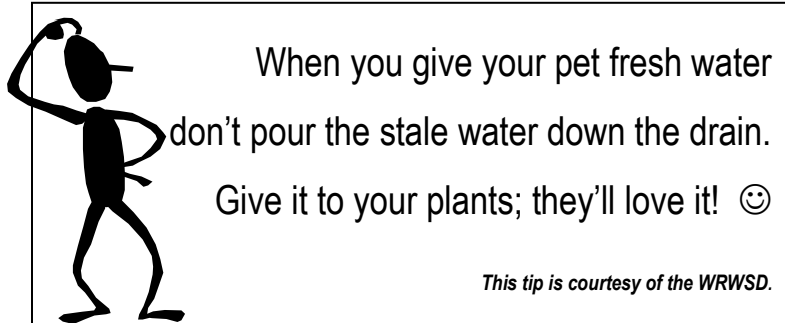 When you give your pet fresh water
don’t pour the stale water down the drain.
Give it to your plants; they’ll love it! ☺
This tip is courtesy of the WRWSD.